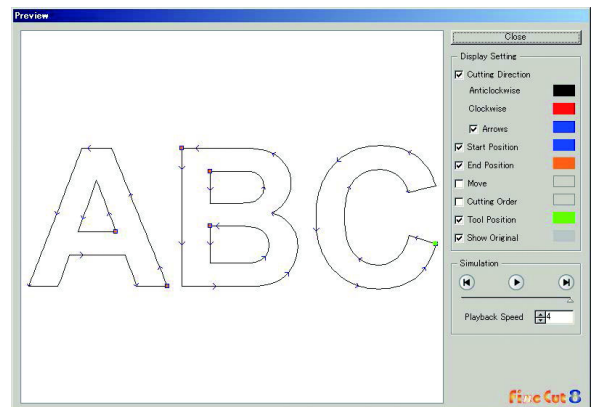 Preview
Close
Display Setting
Cutting Direction
Anticlockwise
Clockwise
Arrows
Start Position
End Position
Move
Cutting Order
Tool Position
Show Original
Simulation
Playback Speed 4
ABC
Fine Cut 8